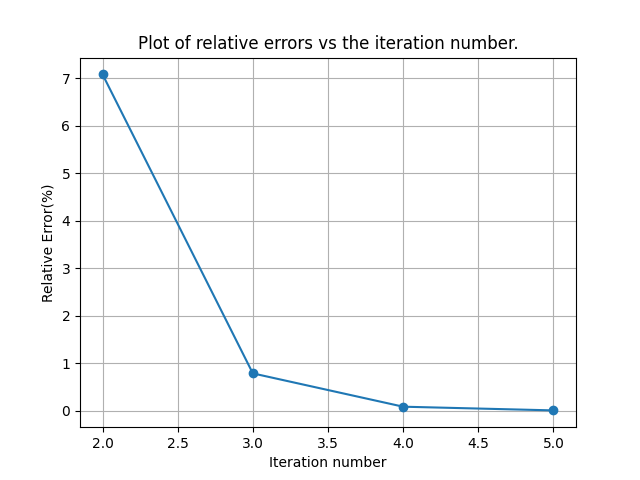 Plot of relative errors vs the iteration number.
7
6
5
4
3
2
1
0
Relative Error(%)
2.0 2.5 3.0 3.5 4.0 4.5 5.0
Iteration number